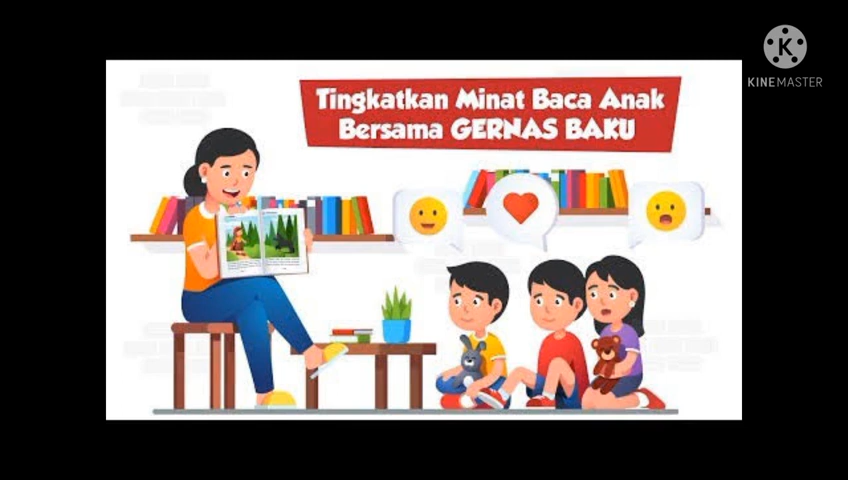 Tingkatkan Minat Baca Anak
Bersama GERNAS BAKU
K
KINEMASTER